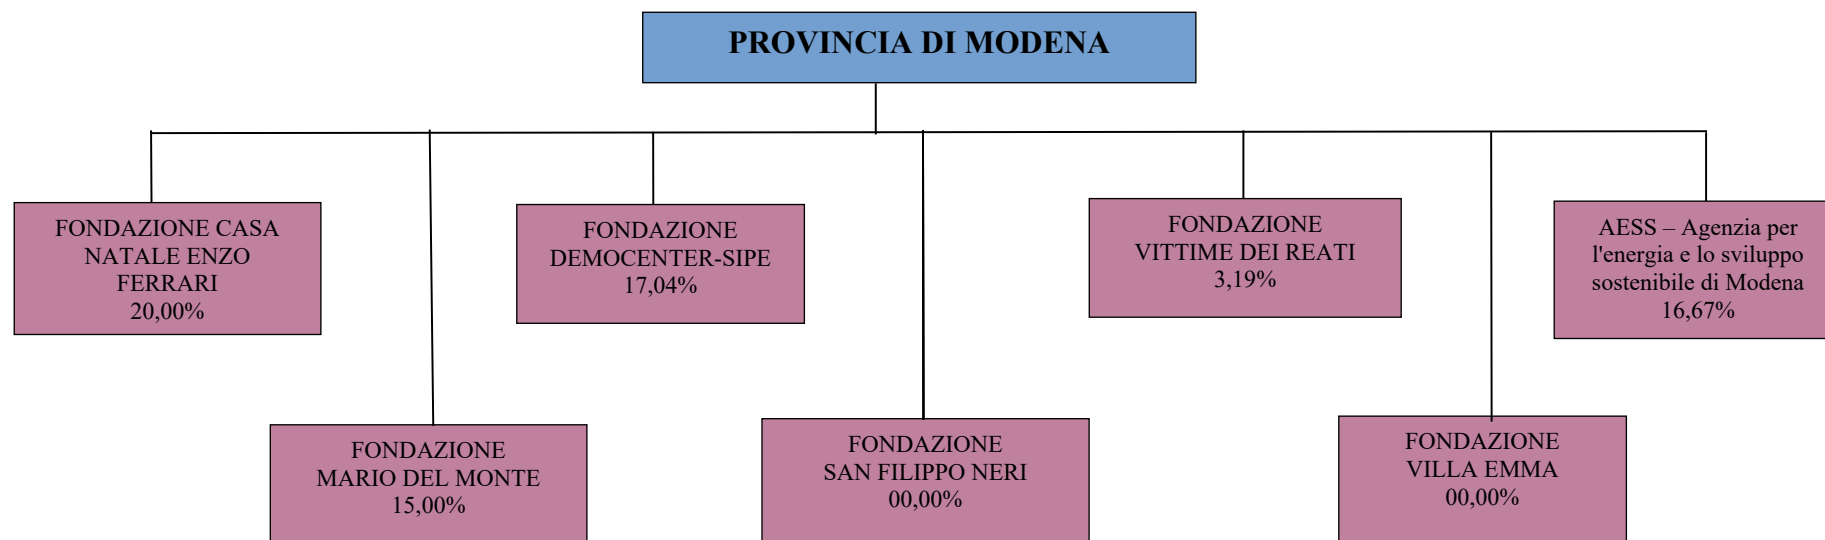 PROVINCIA DI MODENA
FONDAZIONE CASA
NATALE ENZO
FERRARI
20,00%
FONDAZIONE
DEMOCENTER-SIPE
17,04%
FONDAZIONE
VITTIME DEI REATI
3,19%
AESS – Agenzia per
l'energia e lo sviluppo
sostenibile di Modena
16,67%
FONDAZIONE
MARIO DEL MONTE
15,00%
FONDAZIONE
SAN FILIPPO NERI
00,00%
FONDAZIONE
VILLA EMMA
00,00%